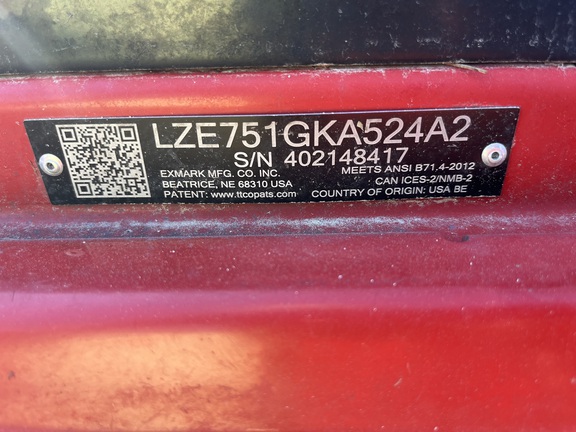 LZE751GKA524A2
S/N 402148417
EXMARK MFG. CO. INC.
MEETS ANSI B71.4-2012
BEATRICE, NE 68310 USA
CAN ICES-2/NMB-2
PATENT: www.ttcopats.com
COUNTRY OF ORIGIN: USA BE